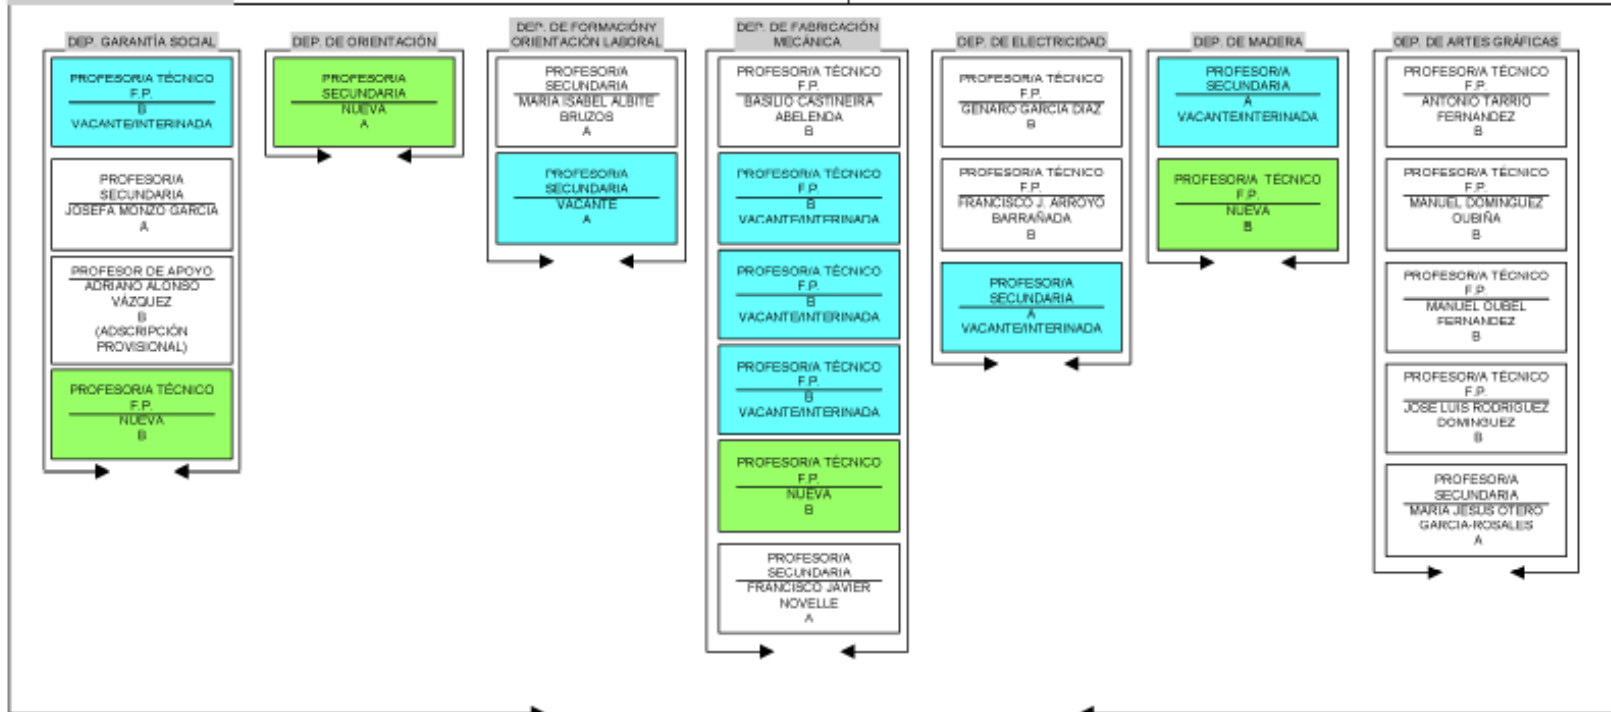 DEP. GARANTÍA SOCIAL
PROFESOR/A TÉCNICO
F.P.
B
VACANTE/INTERINADA
PROFESOR/A
SECUNDARIA
JOSEFA MONZO GARCIA
A
PROFESOR DE APOYO
ADRIANO ALONSO
VÁZQUEZ
B
(ADSCRIPCIÓN
PROVISIONAL)
PROFESOR/A TÉCNICO
F.P.
NUEVA
B
DEP. DE ORIENTACIÓN
PROFESOR/A
SECUNDARIA
NUEVA
A
DEP. DE FORMACIÓNY
ORIENTACIÓN LABORAL
PROFESOR/A
SECUNDARIA
MARIA ISABEL ALBITE
BRUZOS
A
PROFESOR/A
SECUNDARIA
VACANTE
A
DEP. DE FABRICACIÓN
MECÁNICA
PROFESOR/A TÉCNICO
F.P.
BASILIO CASTINEIRA
ABELENDA
B
PROFESOR/A TÉCNICO
F.P.
B
VACANTE/INTERINADA
PROFESOR/A TÉCNICO
F.P.
B
VACANTE/INTERINADA
PROFESOR/A TÉCNICO
F.P.
B
VACANTE/INTERINADA
PROFESOR/A TÉCNICO
F.P.
NUEVA
B
PROFESOR/A
SECUNDARIA
FRANCISCO JAVIER
NOVELLE
A
DEP. DE ELECTRICIDAD
PROFESOR/A TÉCNICO
F.P.
GENARO GARCIA DIAZ
B
PROFESOR/A TÉCNICO
F.P.
FRANCISCO J. ARROYO
BARRAÑADA
B
PROFESOR/A
SECUNDARIA
A
VACANTE/INTERINADA
DEP. DE MADERA
PROFESOR/A
SECUNDARIA
A
VACANTE/INTERINADA
PROFESOR/A TÉCNICO
F.P.
NUEVA
B
DEP. DE ARTES GRÁFICAS
PROFESOR/A TÉCNICO
F.P.
ANTONIO TARRIO
FERNANDEZ
B
PROFESOR/A TÉCNICO
F.P.
MANUEL DOMINGUEZ
OUBIÑA
B
PROFESOR/A TÉCNICO
F.P.
MANUEL OUBEL
FERNANDEZ
B
PROFESOR/A TÉCNICO
F.P.
JOSE LUIS RODRIGUEZ
DOMINGUEZ
B
PROFESOR/A
SECUNDARIA
MARIA JESUS OTERO
GARCIA-ROSALES
A